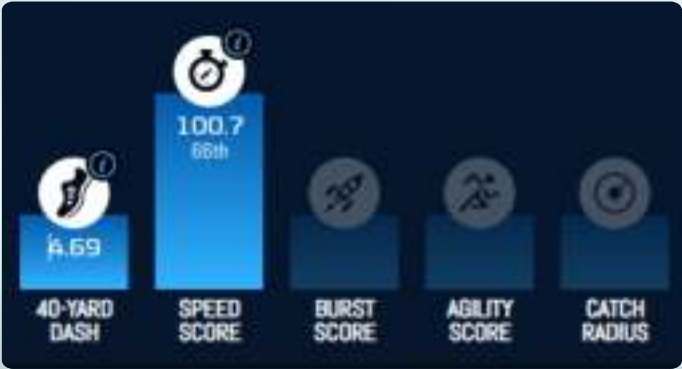 100.7
66th
4.69
40-YARD
DASH
SPEED
SCORE
BURST
SCORE
AGILITY
SCORE
CATCH
RADIUS